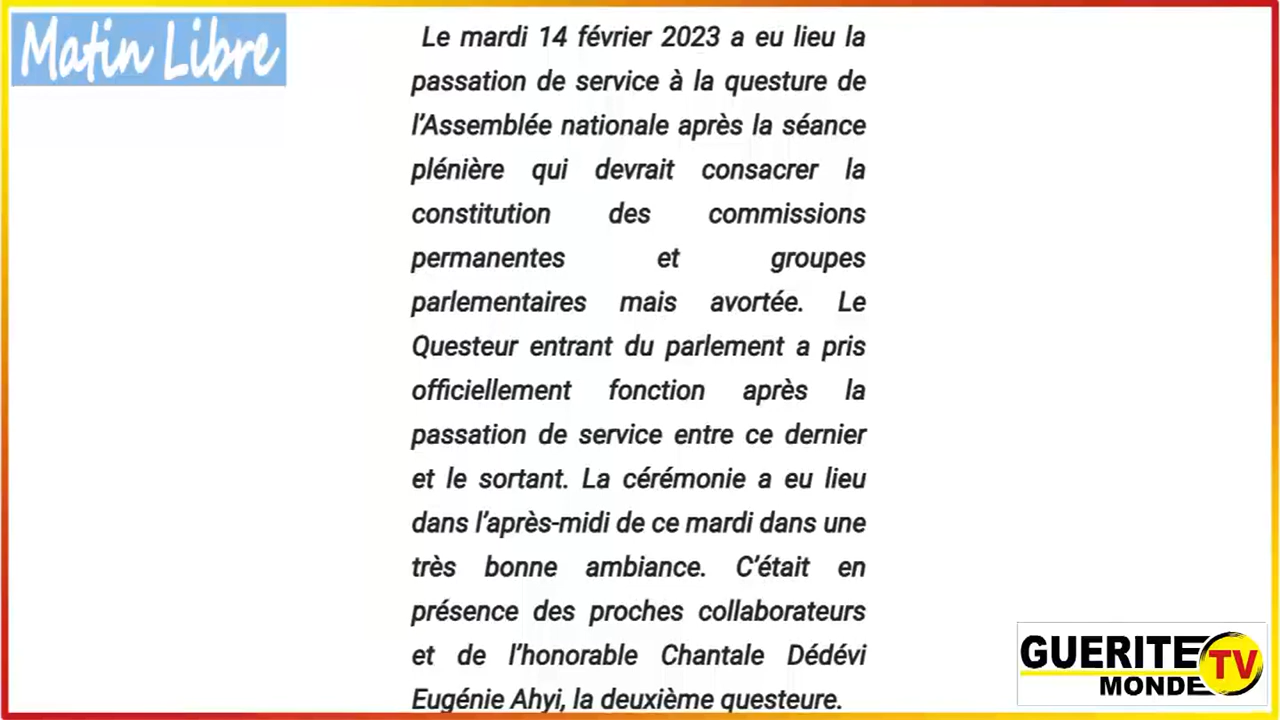 Matin Libre
Le mardi 14 février 2023 a eu lieu la
passation de service à la questure de
l'Assemblée nationale après la séance
plénière qui devrait consacrer la
constitution des commissions
permanentes et groupes
parlementaires mais avortée. Le
Questeur entrant du parlement a pris
officiellement fonction après la
passation de service entre ce dernier
et le sortant. La cérémonie a eu lieu
dans l'après-midi de ce mardi dans une
très bonne ambiance. C'était en
présence des proches collaborateurs
et de l'honorable Chantale Dédévi
Eugénie Ahyi, la deuxième questeure.
GUERITE TV
MONDE